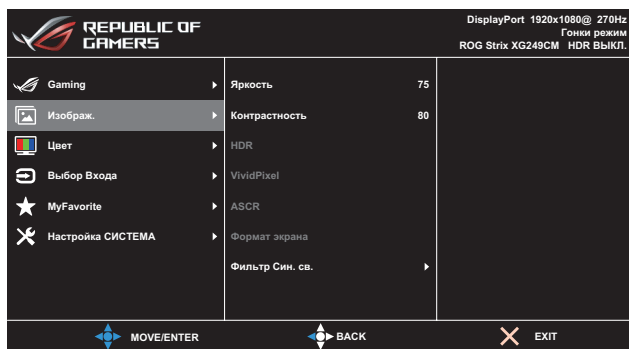 REPUBLIC OF
GAMERS
DisplayPort 1920x1080@ 270Hz
Гонки режим
ROG Strix XG249CM HDR ВЫКЛ.
Gaming
Изображ.
Цвет
Выбор Входа
MyFavorite
Настройка СИСТЕМА
Яркость 75
Контрастность 80
HDR
VividPixel
ASCR
Формат экрана
Фильтр Син. св.
MOVE/ENTER
BACK
EXIT